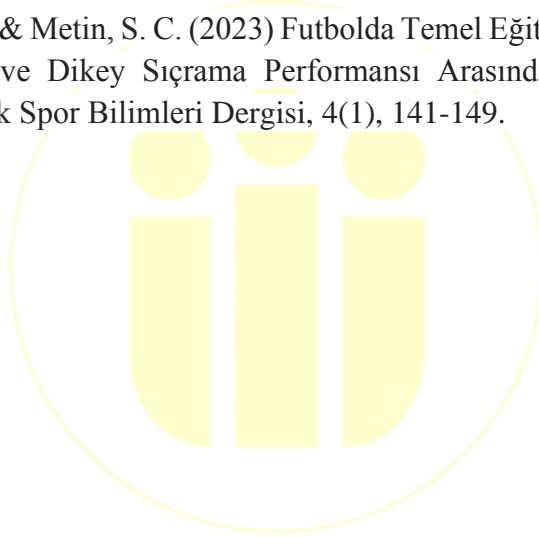 & Metin, S. C. (2023) Futbolda Temel Eğit
ve Dikey Sıçrama Performansı Arasınd
k Spor Bilimleri Dergisi, 4(1), 141-149.